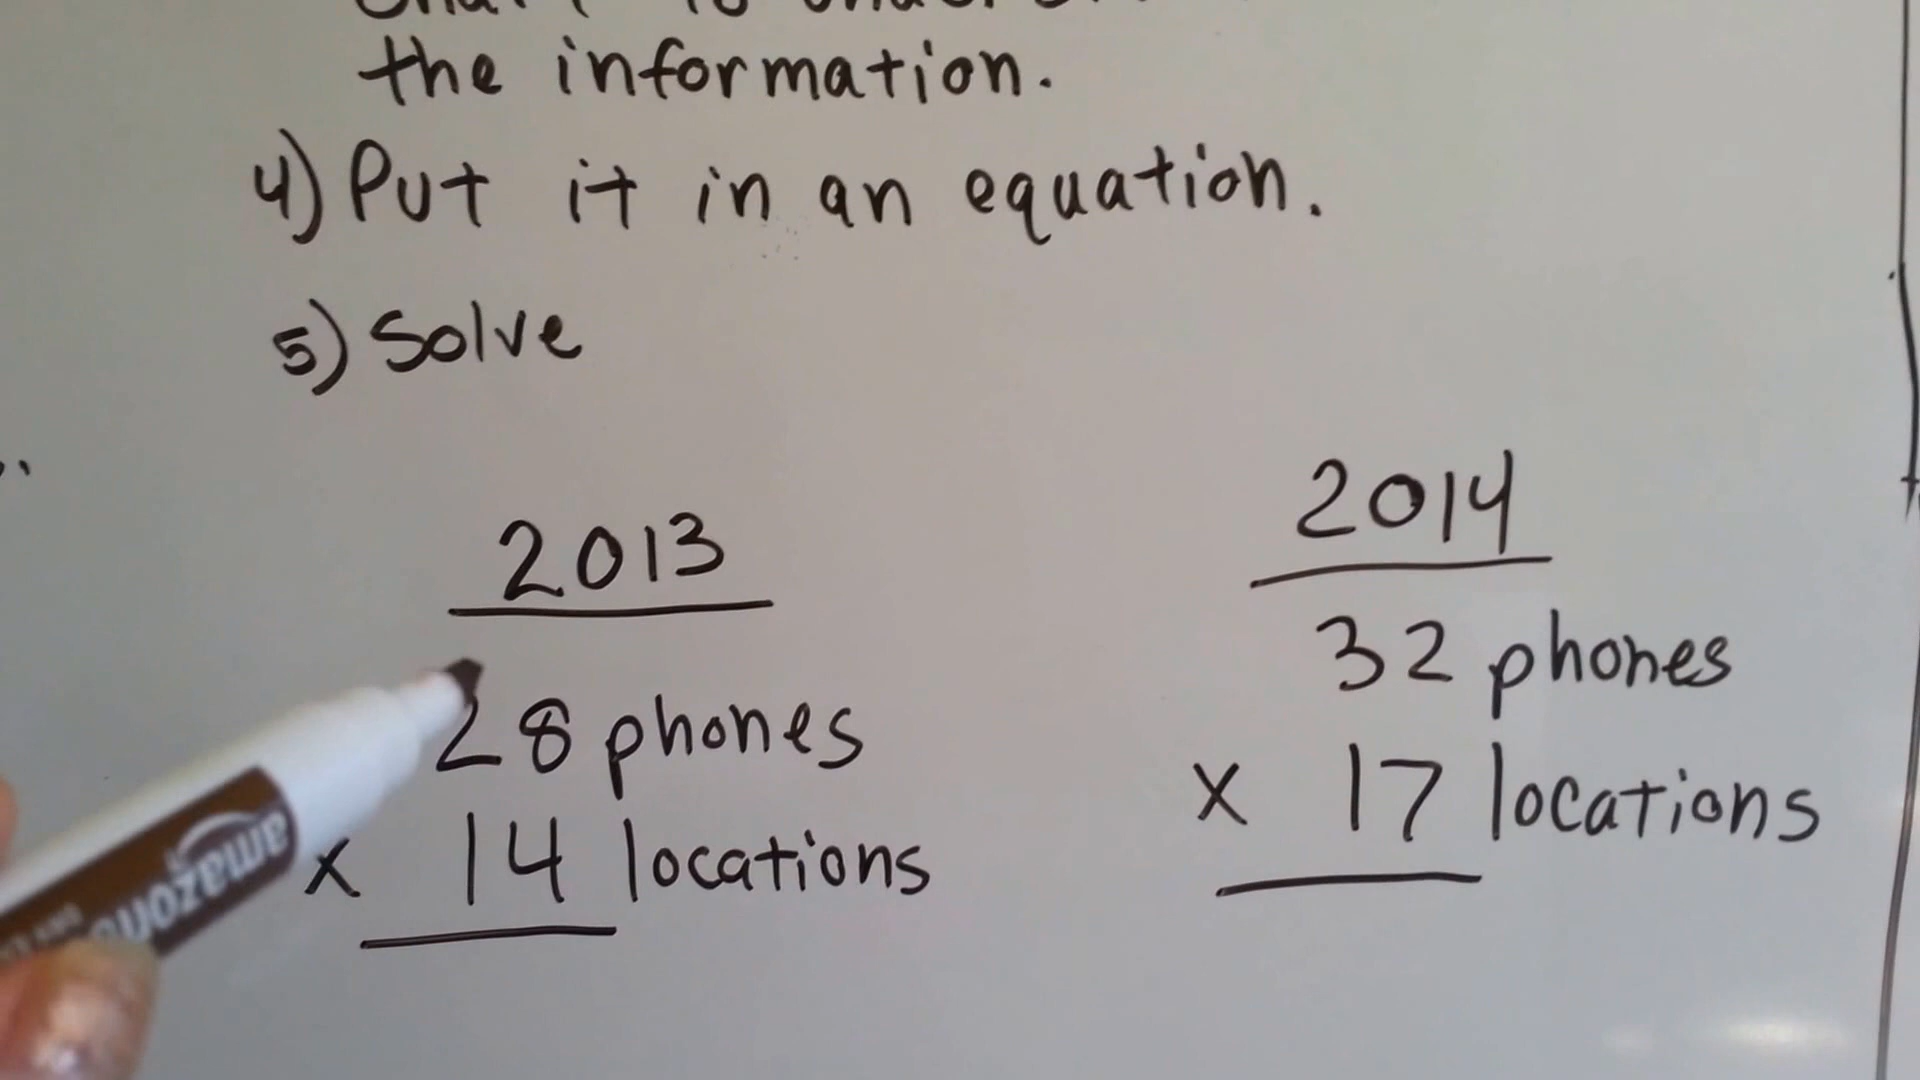 the information.
4) Put it in an equation.
5) Solve
2013
28 phones
x 14 locations
2014
32 phones
x 17 locations
amazon